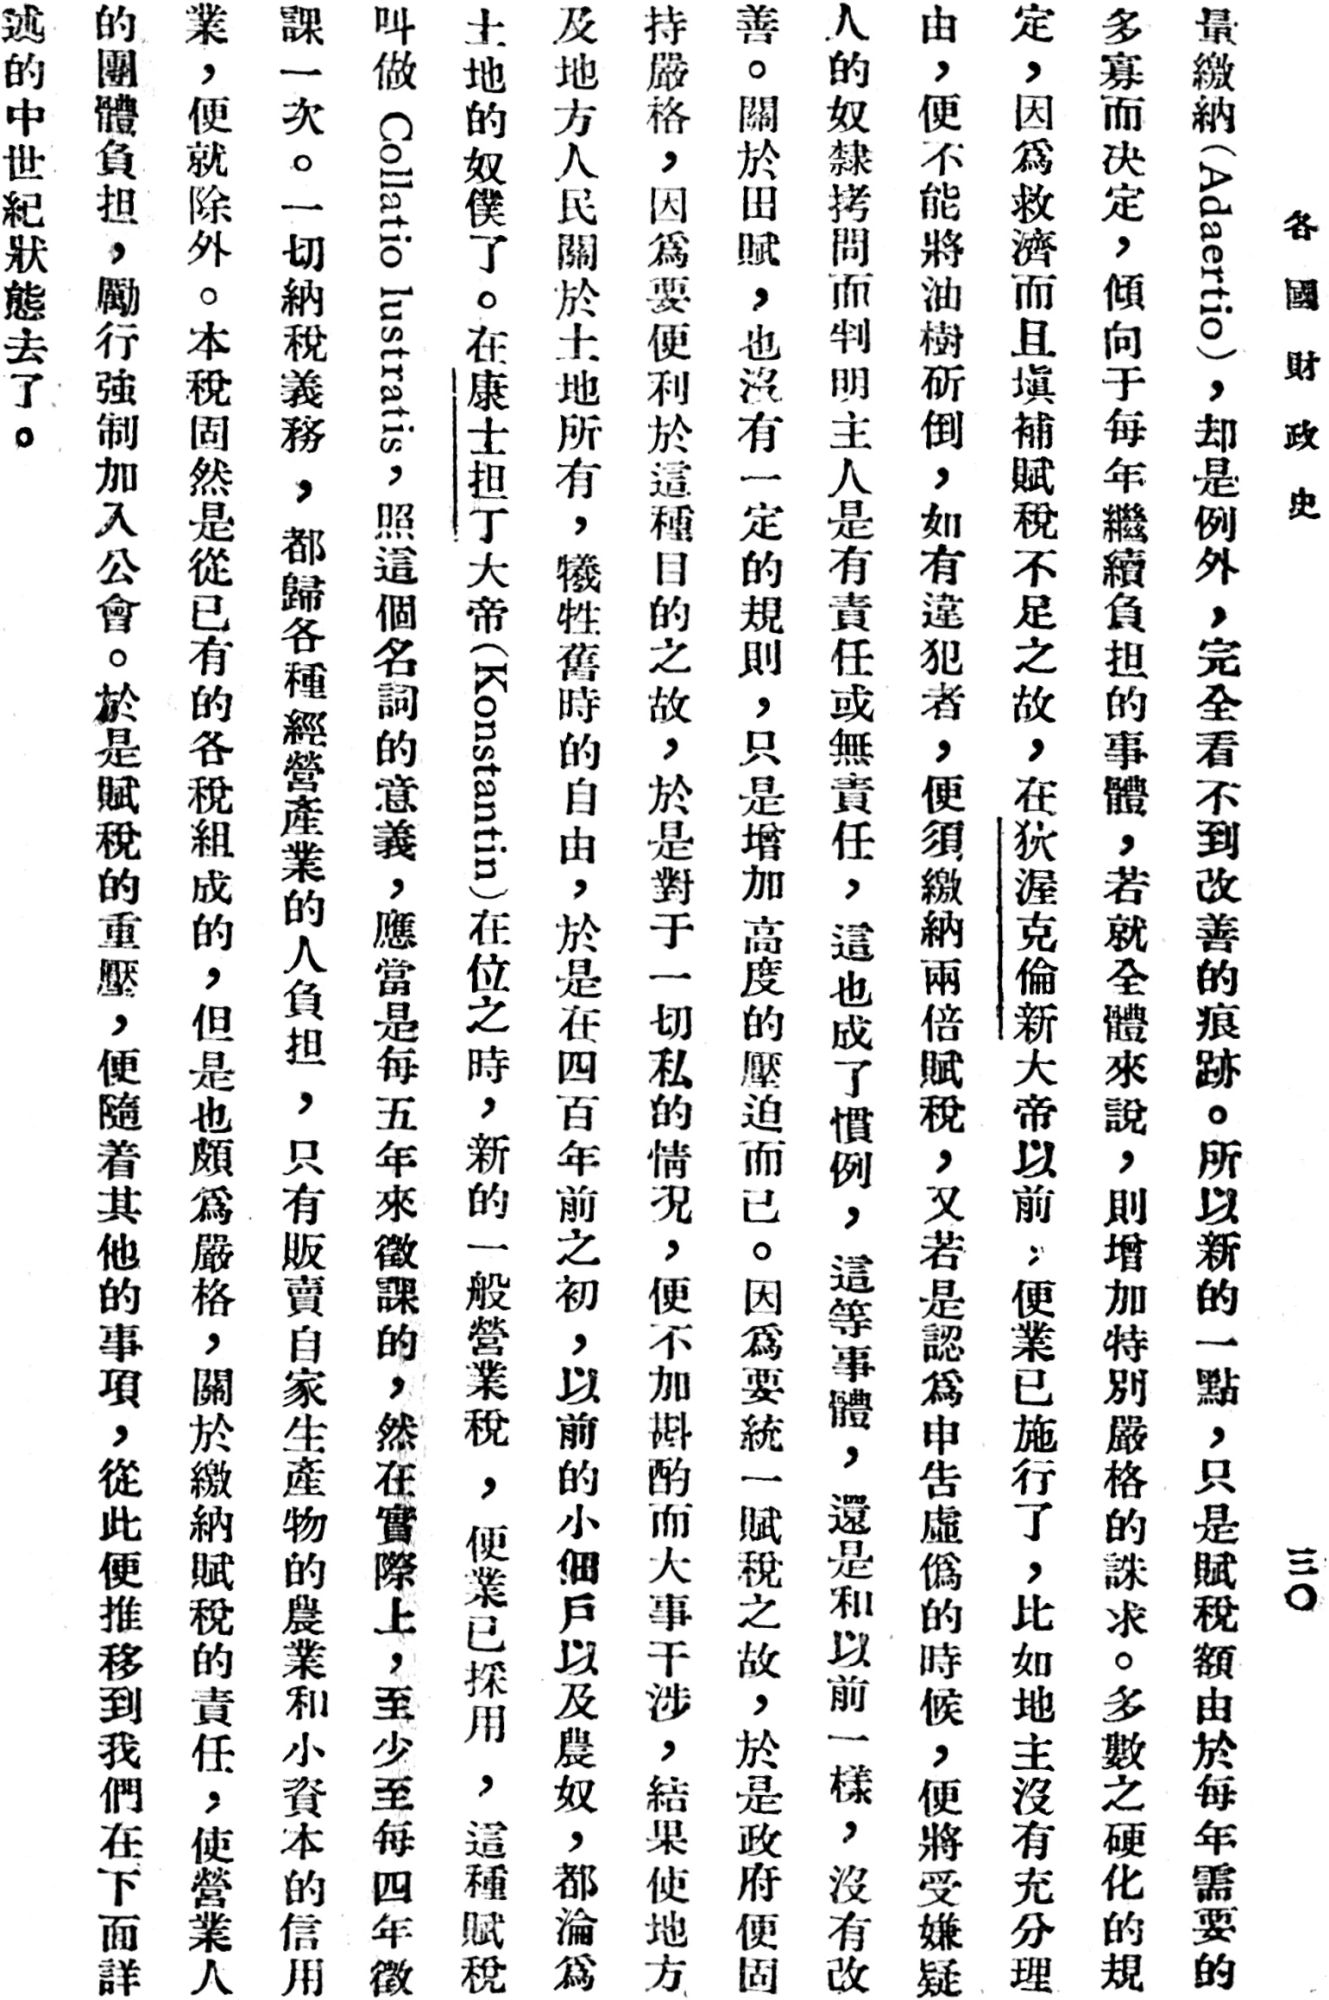 各國財政史
三〇
量繳納(Adaertio),却是例外,完全看不到改善的痕跡。所以新的一點,只是賦稅額由於每年需要的
多寡而决定,傾向于每年繼續負担的事體,若就全體來說,則增加特別嚴格的誅求。多數之硬化的規
定,因爲救濟而且塡補賦稅不足之故,在狄渥克倫新大帝以前,便業已施行了,比如地主沒有充分理
由,便不能將油樹斫倒,如有違犯者,便須繳納兩倍賦稅,又若是認爲申告虛僞的時候,便將受嫌疑
人的奴隸拷問而判明主人是有責任或無責任,這也成了慣例,這等事體,還是和以前一樣,沒有改
善。關於田賦,也沒有一定的規則,只是增加高度的壓迫而已。因爲要統一賦稅之故,於是政府便固
持嚴格,因爲要便利於這種目的之故,於是對于一切私的情況,便不加斟酌而大事干涉,結果使地方
及地方人民關於土地所有,犧牲舊時的自由,於是在四百年前之初,以前的小佃戶以及農奴,都淪爲
土地的奴僕了。在康士担丁大帝(Konstantin)在位之時,新的一般營業稅,便業已採用,這種賦稅
叫做 Collatio lustratis,照這個名詞的意義,應當是每五年來徵課的,然在實際上,至少至每四年徵
課一次。一切納稅義務,都歸各種經營產業的人負担,只有販賣自家生產物的農業和小資本的信用
業,便就除外。本稅固然是從已有的各稅組成的,但是也頗爲嚴格,關於繳納賦稅的責任,使營業人
的團體負担,勵行強制加入公會。於是賦稅的重壓,便隨着其他的事項,從此便推移到我們在下面詳
述的中世紀狀態去了。